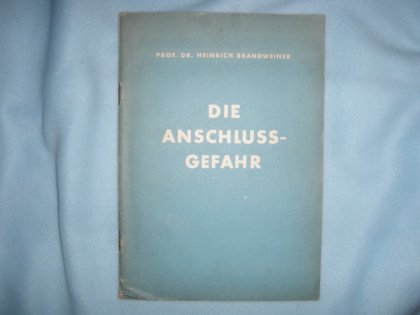 PROF. DR. HEINRICH BRANDWEINER
DIE
ANSCHLUSS-
GEFAHR